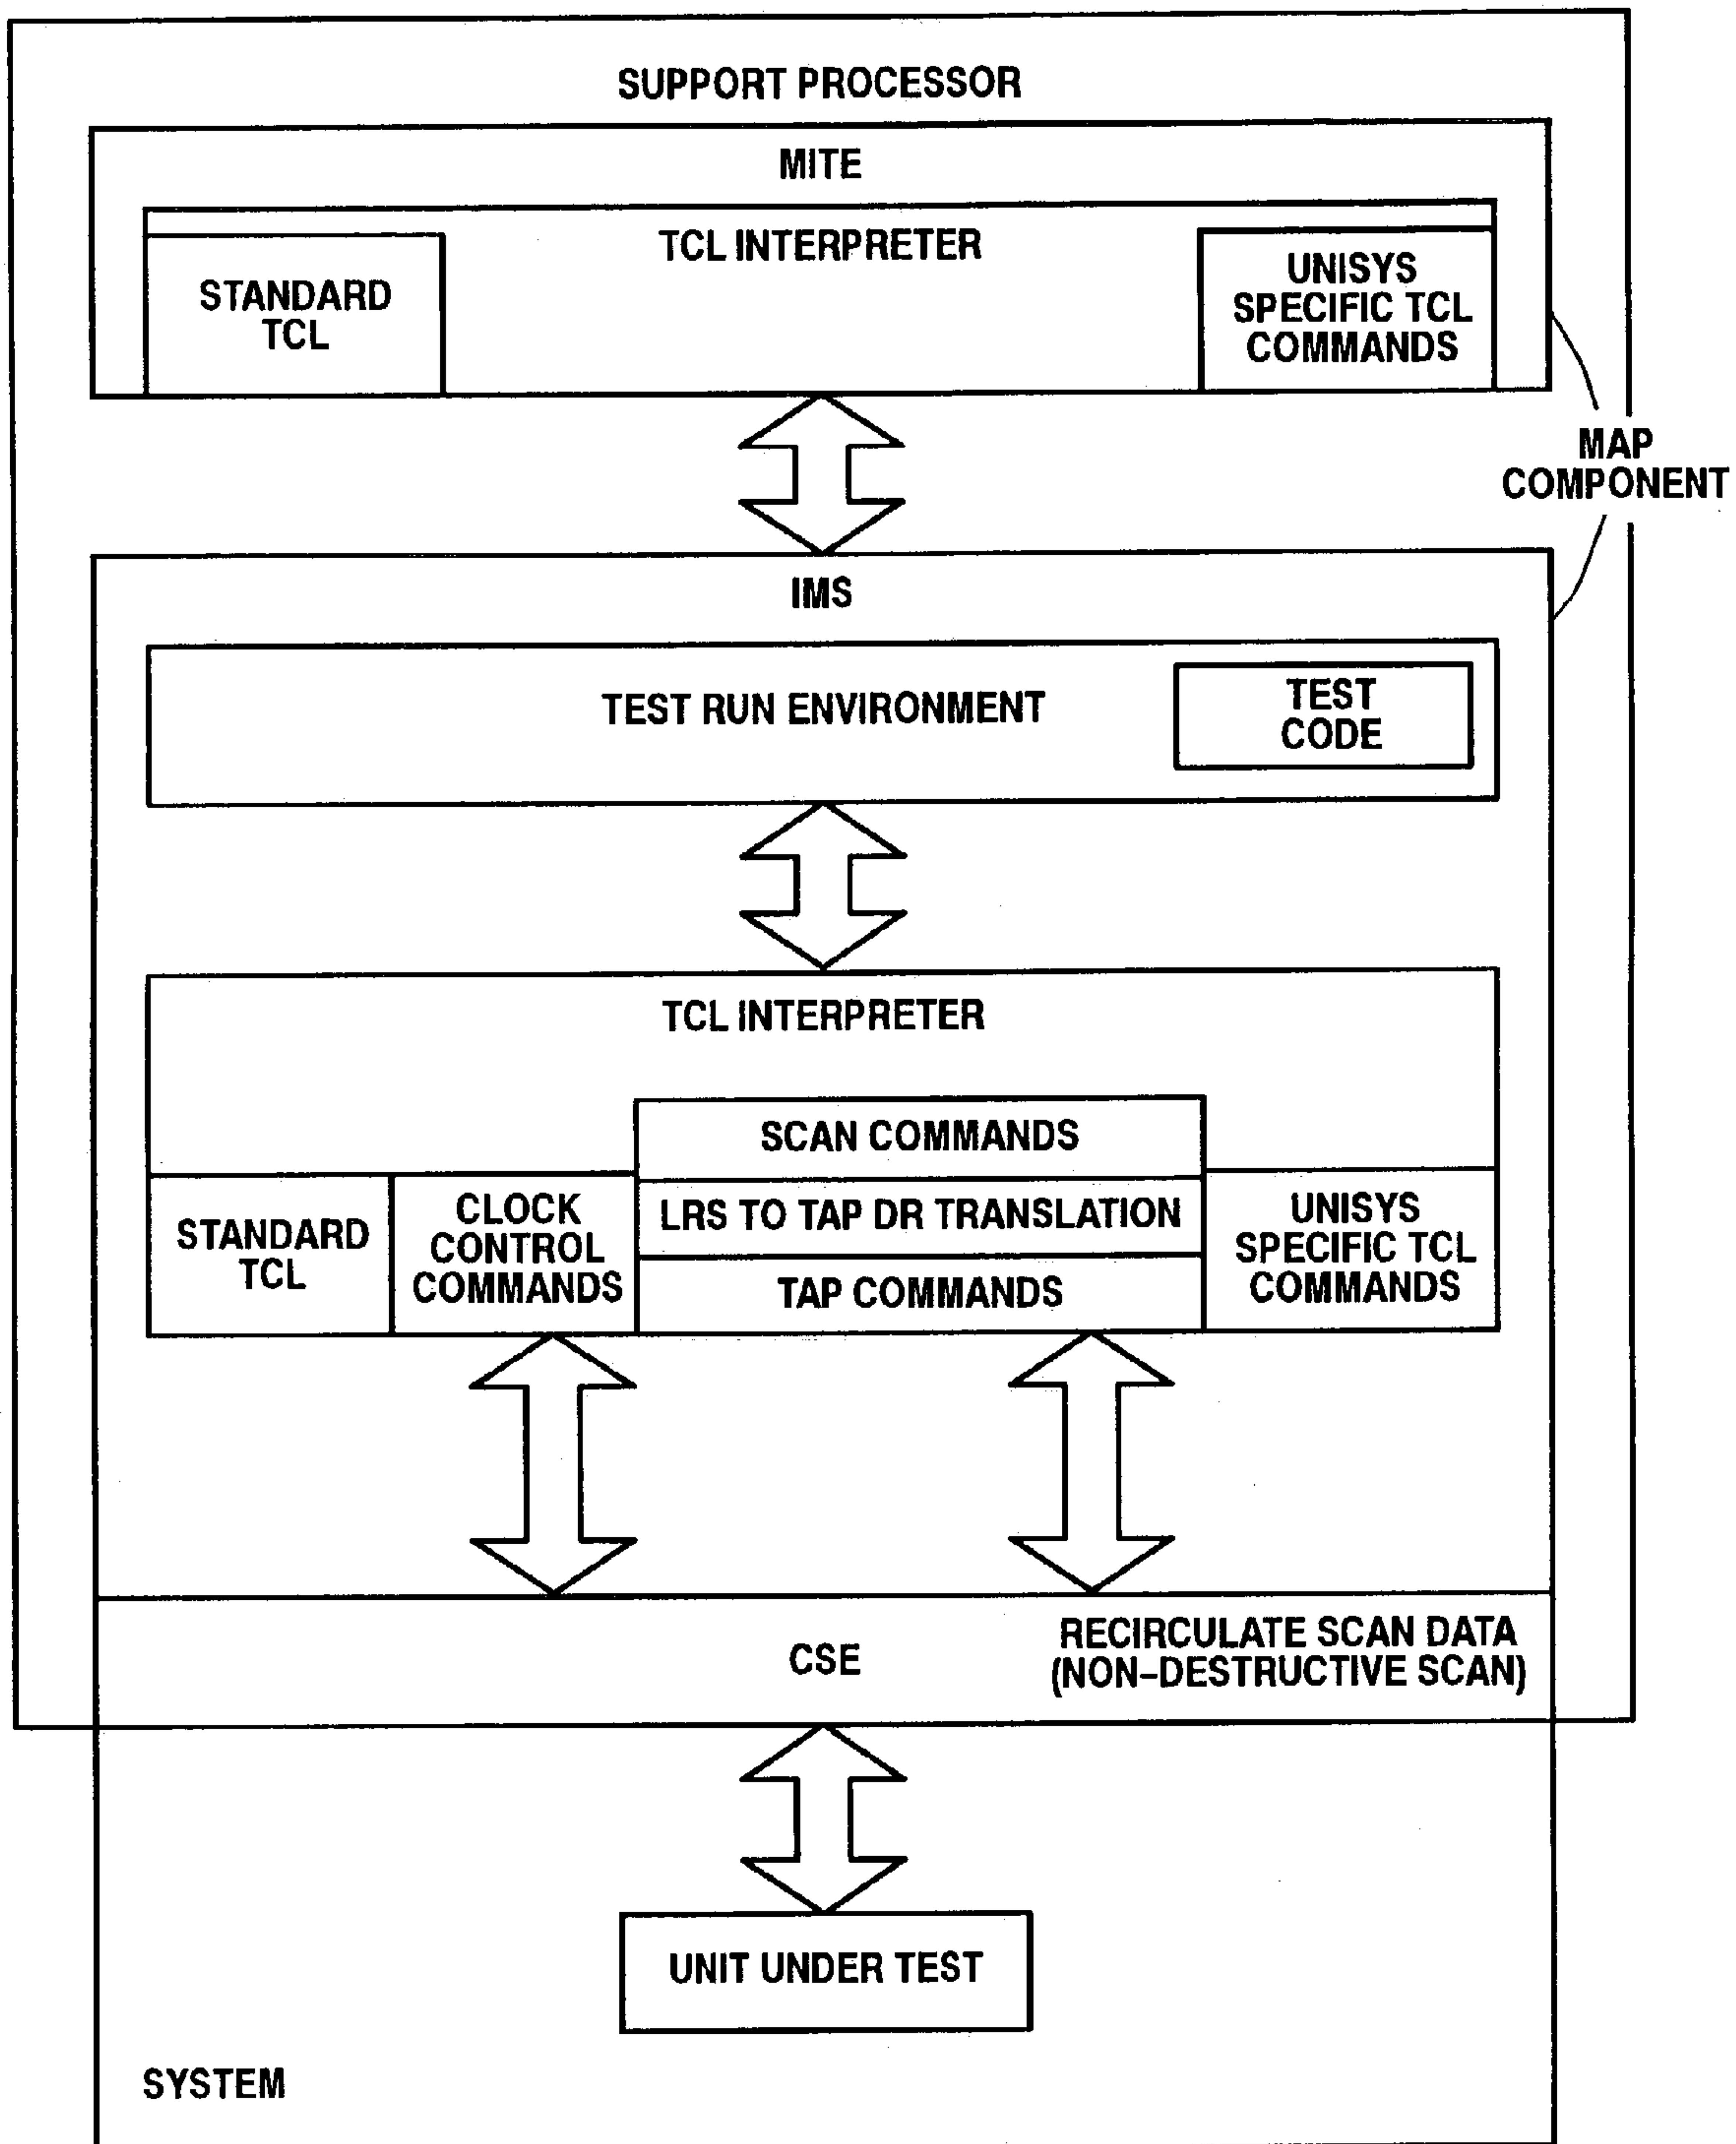 SUPPORT PROCESSOR
MITE
TCL INTERPRETER
STANDARD
TCL
UNISYS
SPECIFIC TCL
COMMANDS
MAP
COMPONENT
IMS
TEST RUN ENVIRONMENT
TEST
CODE
TCL INTERPRETER
SCAN COMMANDS
LRS TO TAP DR TRANSLATION
TAP COMMANDS
STANDARD
TCL
CLOCK
CONTROL
COMMANDS
UNISYS
SPECIFIC TCL
COMMANDS
CSE
RECIRCULATE SCAN DATA
(NON-DESTRUCTIVE SCAN)
UNIT UNDER TEST
SYSTEM